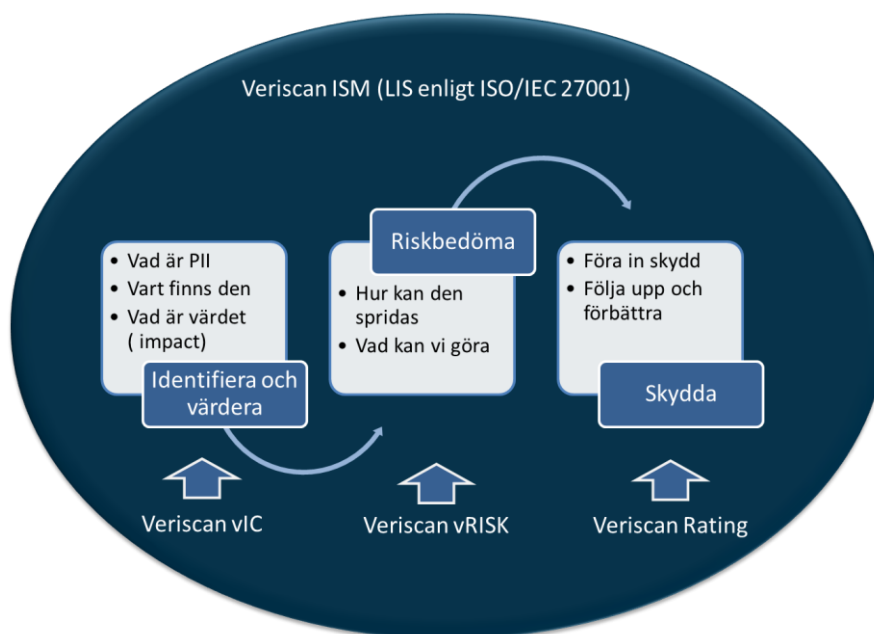 Veriscan ISM (LIS enligt ISO/IEC 27001)
• Vad är PII
• Vart finns den
• Vad är värdet
( impact)
Identifiera och
värdera
Riskbedöma
• Hur kan den
spridas
• Vad kan vi göra
• Föra in skydd
• Följa upp och
förbättra
Skydda
Veriscan vIC
Veriscan vRISK
Veriscan Rating